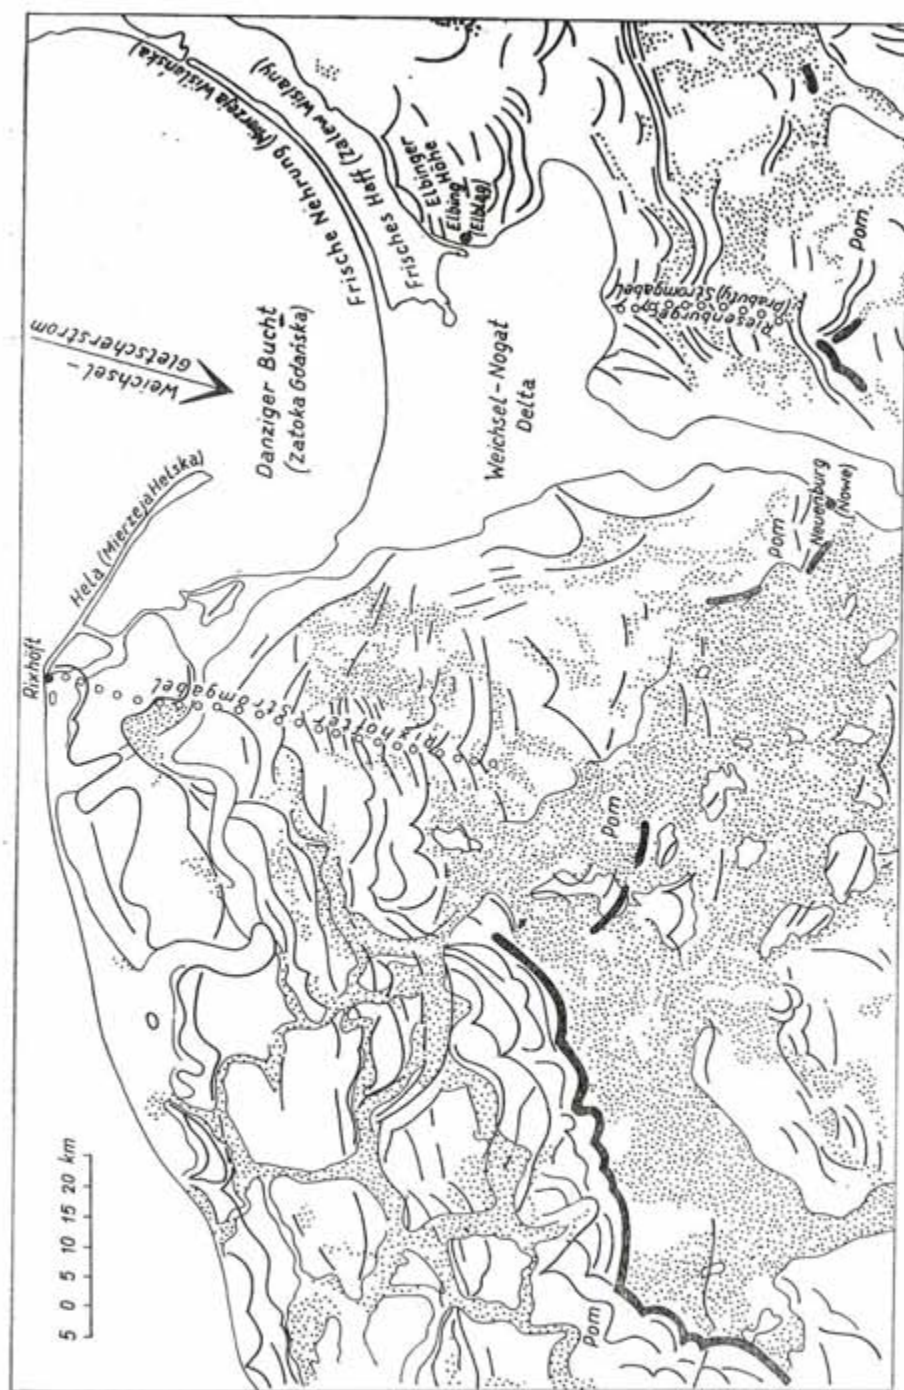 Rixhöft
Hela (Mierzeja Helska)
Weichsel-
Gletscherstrom
Danziger Bucht
(Zatoka Gdańska)
Frische Nehrung (Mierzeja Wiślańska)
Frisches Haff (Zalew Wiślany)
Elbinger
Höhe
Elbing
(Elbląg)
Weichsel-Nogat
Delta
Rixhöfter Stromgabel
Riesenburger
(Prabuty) Stromgabel
pom
pom
Neuenburg
(Nowe)
pom
pom
5 0 5 10 15 20 km